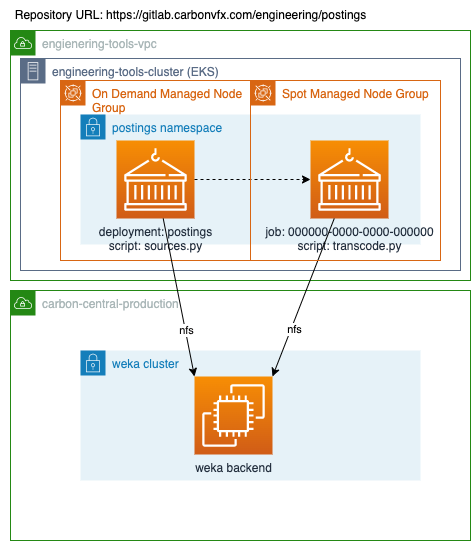 Repository URL: https://gitlab.carbonvfx.com/engineering/postings
engienering-tools-vpc
engineering-tools-cluster (EKS)
On Demand Managed Node
Group
Spot Managed Node Group
postings namespace
deployment: postings
script: sources.py
job: 000000-0000-0000-000000
script: transcode.py
carbon-central-production
nfs
nfs
weka cluster
weka backend